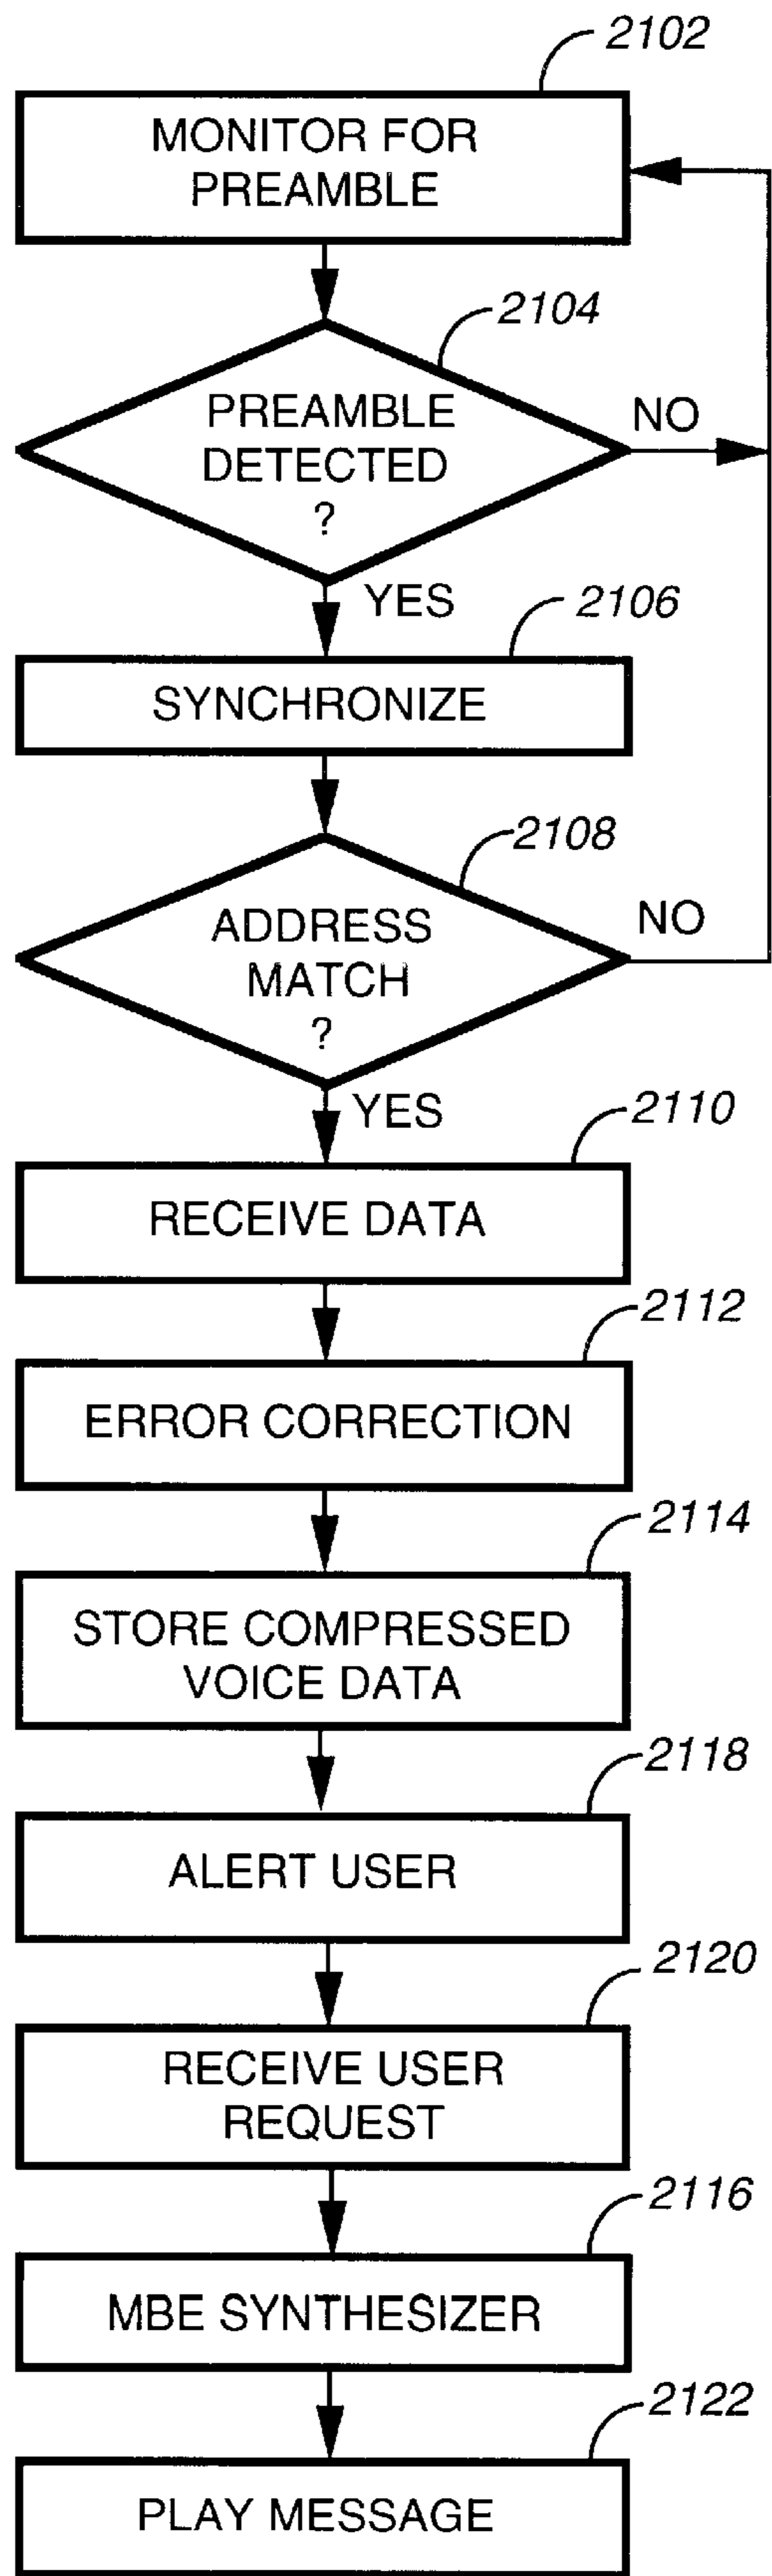 2102
MONITOR FOR
PREAMBLE
2104
PREAMBLE
DETECTED
?
NO
YES
2106
SYNCHRONIZE
2108
ADDRESS
MATCH
?
NO
YES
2110
RECEIVE DATA
2112
ERROR CORRECTION
2114
STORE COMPRESSED
VOICE DATA
2118
ALERT USER
2120
RECEIVE USER
REQUEST
2116
MBE SYNTHESIZER
2122
PLAY MESSAGE